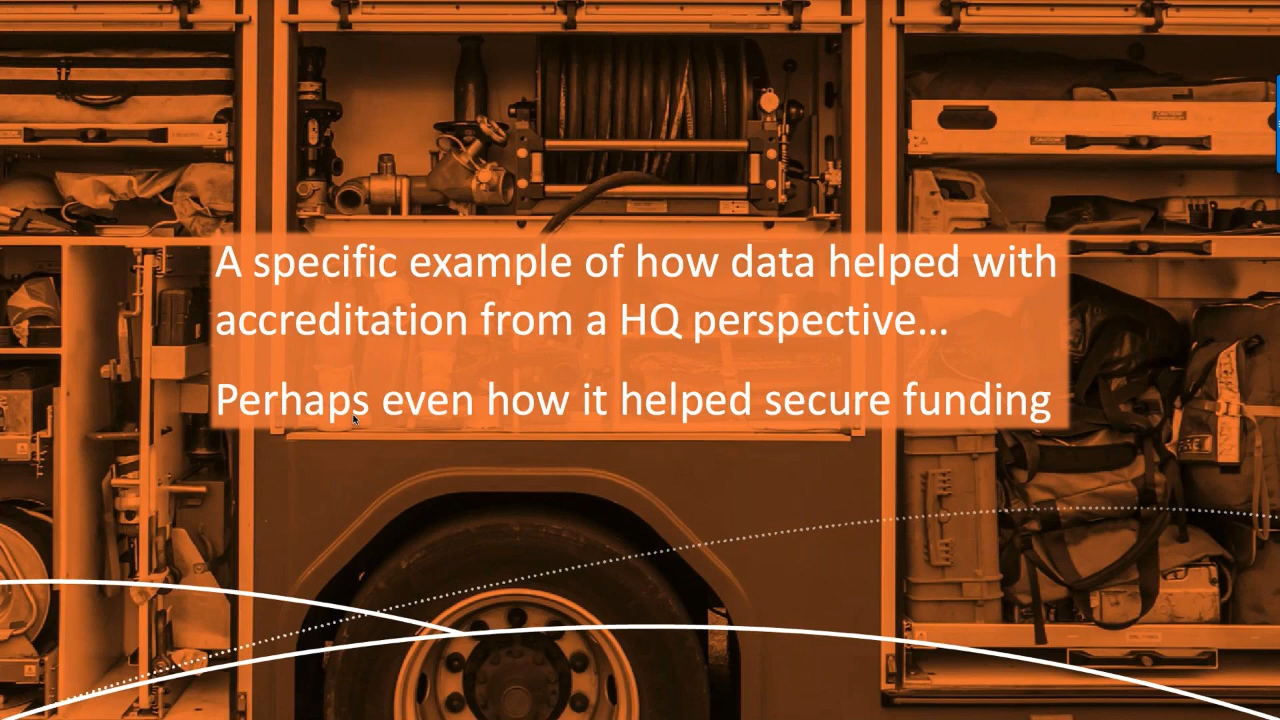 A specific example of how data helped with
accreditation from a HQ perspective...
Perhaps even how it helped secure funding